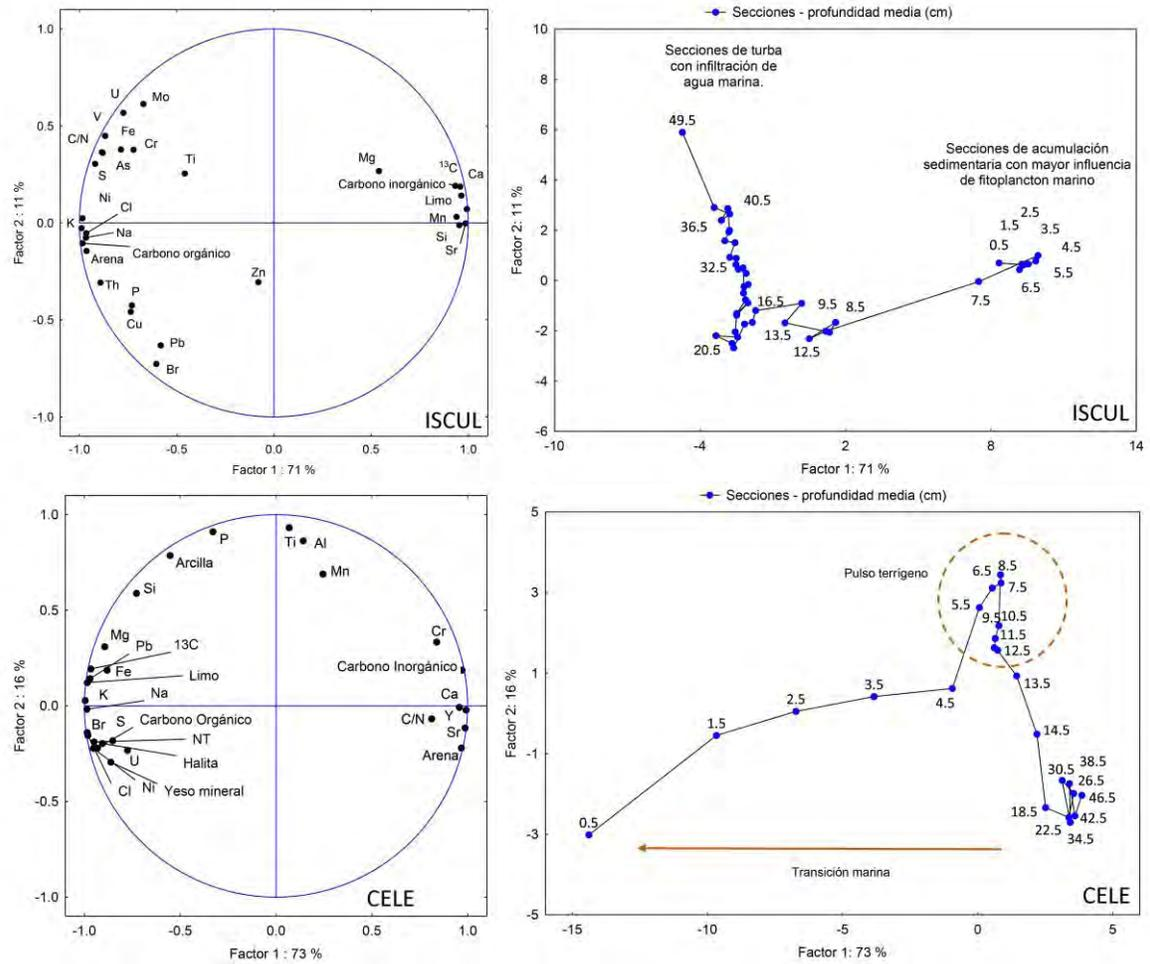 1.0
0.5
0.0
-0.5
-1.0
Factor 2 : 11 %
U
Mo
V
Fe
C/N
Cr
As
Ti
S
Ni
Cl
K
Na
Carbono orgánico
Arena
Th
P
Cu
Pb
Br
Zn
Mg
13C
Ca
Carbono inorgánico
Limo
Mn
Si
Sr
ISCUL
-1.0
-0.5
0.0
0.5
1.0
Factor 1 : 71 %
Secciones - profundidad media (cm)
10
8
6
4
2
0
-2
-4
-6
Factor 2: 11 %
Secciones de turba
con infiltración de
agua marina.
49.5
40.5
36.5
32.5
16.5
20.5
13.5
12.5
9.5
8.5
Secciones de acumulación
sedimentaria con mayor influencia
de fitoplancton marino
2.5
1.5
3.5
0.5
4.5
5.5
6.5
7.5
ISCUL
-10
-4
2
8
14
Factor 1: 71 %
1.0
0.5
0.0
-0.5
-1.0
Factor 2 : 16 %
P
Ti
Al
Arcilla
Mn
Si
Mg
Pb
13C
Cr
Fe
Limo
Carbono Inorgánico
K
Na
Ca
Br
S
Carbono Orgánico
C/N
Y
NT
Sr
U
Halita
Arena
Cl
Ni
Yeso mineral
CELE
-1.0
-0.5
0.0
0.5
1.0
Factor 1 : 73 %
Secciones - profundidad media (cm)
5
3
1
-1
-3
-5
Factor 2: 16 %
Pulso terrígeno
6.5
8.5
7.5
5.5
9.5
10.5
11.5
12.5
13.5
4.5
3.5
2.5
1.5
14.5
0.5
18.5
30.5
38.5
26.5
46.5
22.5
42.5
34.5
Transición marina
CELE
-15
-10
-5
0
5
Factor 1: 73 %